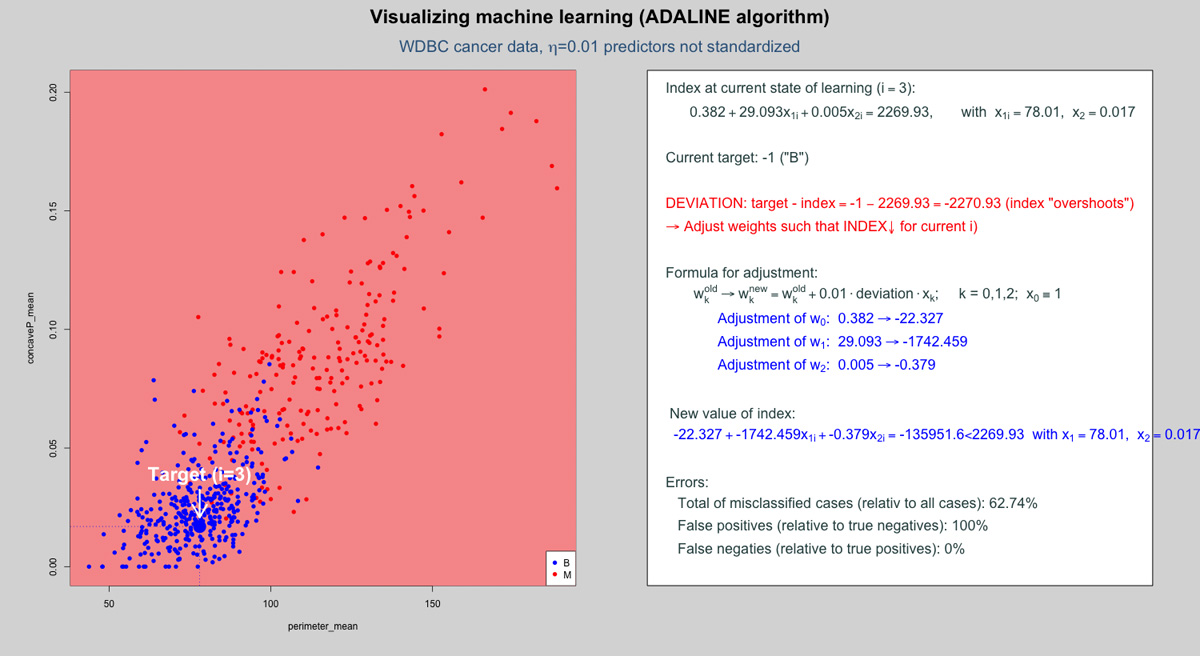 Visualizing machine learning (ADALINE algorithm)
WDBC cancer data, η=0.01 predictors not standardized
0.20
0.15
0.10
0.05
0.00
concaveP_mean
Target (i=3)
B
M
50
100
150
perimeter_mean
Index at current state of learning (i = 3):
0.382 + 29.093x1i + 0.005x2i = 2269.93, with x1i = 78.01, x2 = 0.017
Current target: -1 ("B")
DEVIATION: target - index = -1 − 2269.93 = -2270.93 (index "overshoots")
→ Adjust weights such that INDEX↓ for current i)
Formula for adjustment:
wk^old → wk^new = wk^old + 0.01 · deviation · xk; k = 0,1,2; x0 ≡ 1
Adjustment of w0: 0.382 → -22.327
Adjustment of w1: 29.093 → -1742.459
Adjustment of w2: 0.005 → -0.379
New value of index:
-22.327 + -1742.459x1i + -0.379x2i = -135951.6<2269.93 with x1 = 78.01, x2 = 0.017
Errors:
Total of misclassified cases (relativ to all cases): 62.74%
False positives (relative to true negatives): 100%
False negaties (relative to true positives): 0%